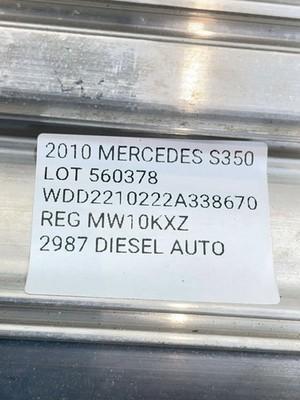 2010 MERCEDES S350
LOT 560378
WDD2210222A338670
REG MW10KXZ
2987 DIESEL AUTO